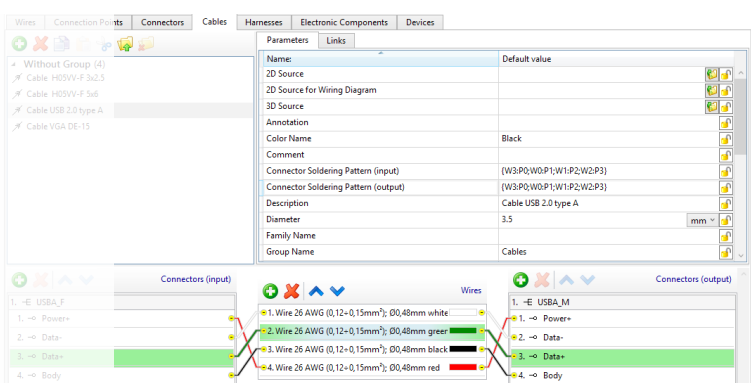 Wires Connection Points Connectors Cables Harnesses Electronic Components Devices
Parameters Links
Without Group (4)
Cable H05VV-F 3x2.5
Cable H05VV-F 5x6
Cable USB 2.0 type A
Cable VGA DE-15
Name: Default value
2D Source
2D Source for Wiring Diagram
3D Source
Annotation
Color Name Black
Comment
Connector Soldering Pattern (input) {W3:P0;W0:P1;W1:P2;W2:P3}
Connector Soldering Pattern (output) {W3:P0;W0:P1;W1:P2;W2:P3}
Description Cable USB 2.0 type A
Diameter 3.5 mm
Family Name
Group Name Cables
Connectors (input)
1. USBA_F
1. Power+
2. Data-
3. Data+
4. Body
Wires
1. Wire 26 AWG (0,12÷0,15mm²); Ø0,48mm white
2. Wire 26 AWG (0,12÷0,15mm²); Ø0,48mm greer
3. Wire 26 AWG (0,12÷0,15mm²); Ø0,48mm black
4. Wire 26 AWG (0,12÷0,15mm²); Ø0,48mm red
Connectors (output)
1. USBA_M
1. Power+
2. Data-
3. Data+
4. Body